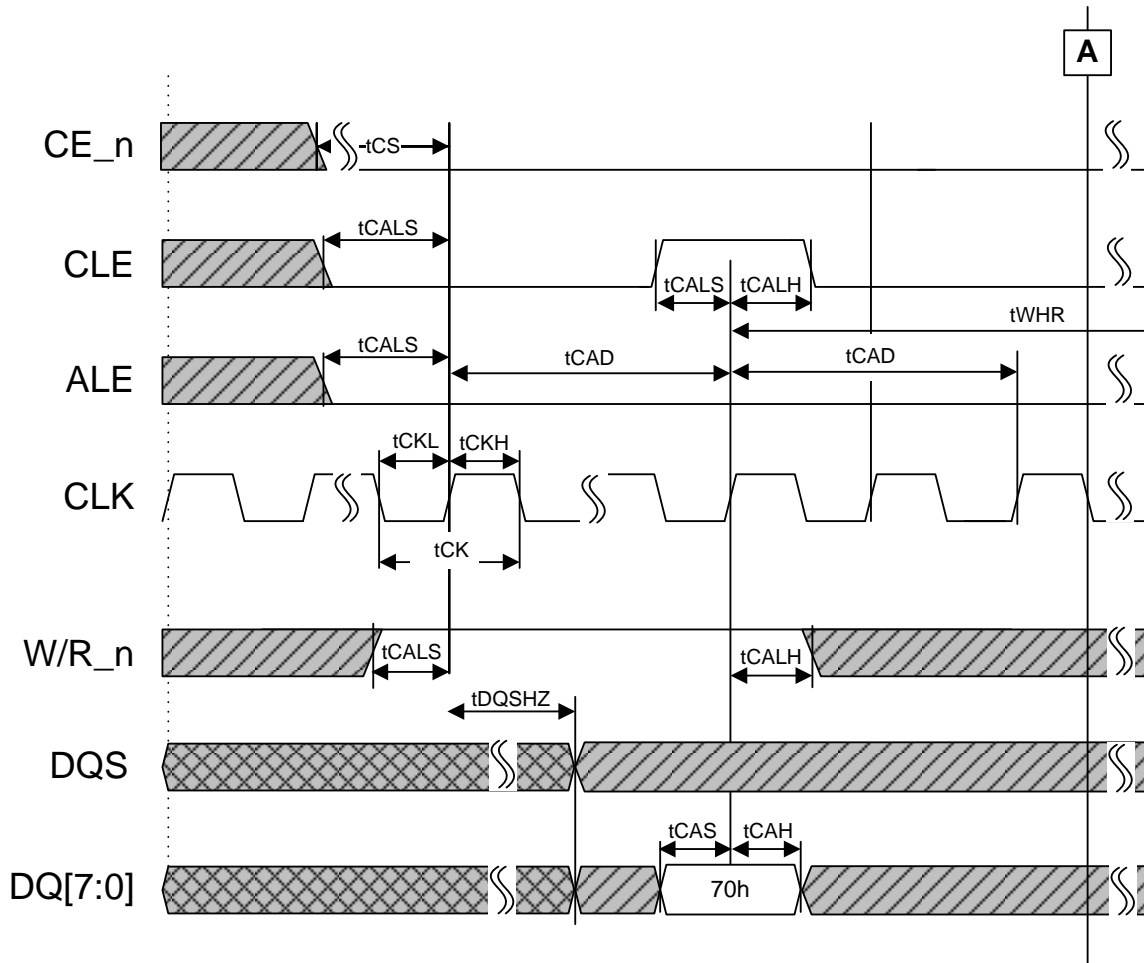 A
CE_n
tCS
tCALS
CLE
tCALS
tCALH
tWHR
tCALS
ALE
tCAD
tCAD
tCKL
tCKH
CLK
tCK
W/R_n
tCALS
tCALH
tDQSHZ
DQS
tCAS
tCAH
DQ[7:0]
70h